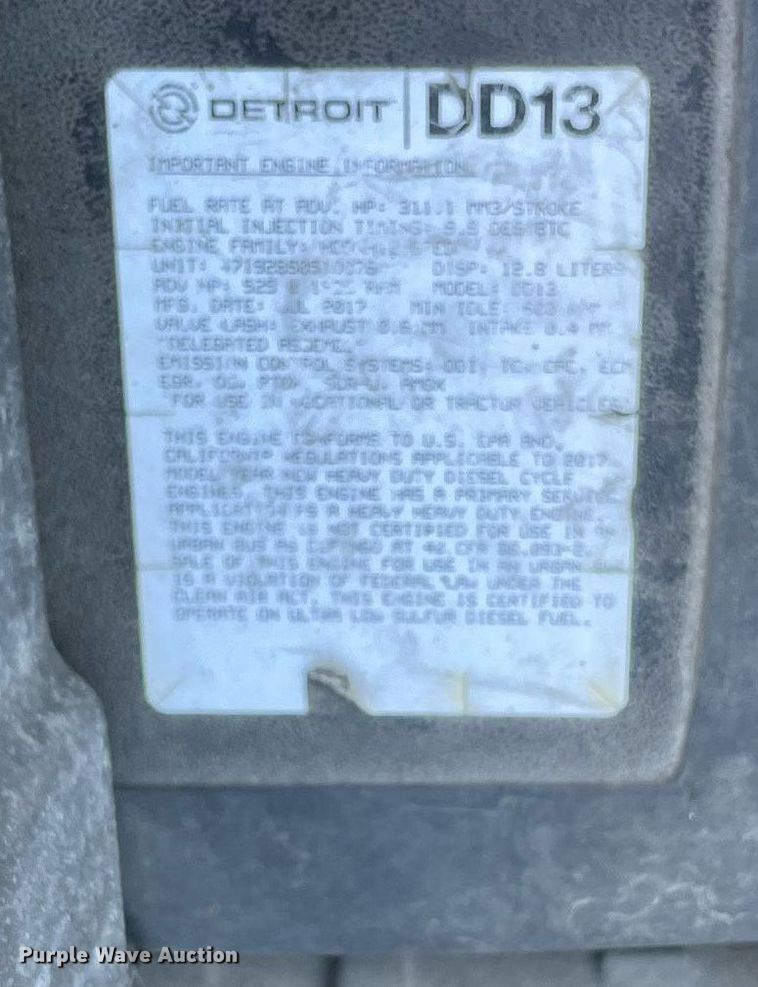 DETROIT DD13
IMPORTANT ENGINE INFORMATION
FUEL RATE AT ADV. HP: 311.1 MM3/STROKE
INITIAL INJECTION TIMING: DEG BTC
ENGINE FAMILY:
UNIT: DISP: 12.8 LITERS
ADV HP: 525 MODEL: DD13
MFG. DATE: JUL 2017 MIN IDLE:
VALVE LASH: EXHAUST INTAKE 0.4 MM
"DELEGATED
EMISSION CONTROL SYSTEMS: DDI, TC, CAC, ECM
EGR, OC, PTOX,
"FOR USE IN VOCATIONAL OR TRACTOR VEHICLES
THIS ENGINE CONFORMS TO U.S. EPA AND
CALIFORNIA REGULATIONS APPLICABLE TO 2017
MODEL YEAR NEW HEAVY DUTY DIESEL CYCLE
ENGINES. THIS ENGINE HAS A PRIMARY SERVICE
APPLICATION AS A HEAVY HEAVY DUTY ENGINE.
THIS ENGINE IS NOT CERTIFIED FOR USE IN AN
URBAN BUS AS DEFINED AT 40 CFR 86.093-2.
SALE OF THIS ENGINE FOR USE IN AN URBAN
IS A VIOLATION OF FEDERAL LAW UNDER THE
CLEAN AIR ACT. THIS ENGINE IS CERTIFIED TO
OPERATE ON ULTRA LOW SULFUR DIESEL FUEL.
Purple Wave Auction